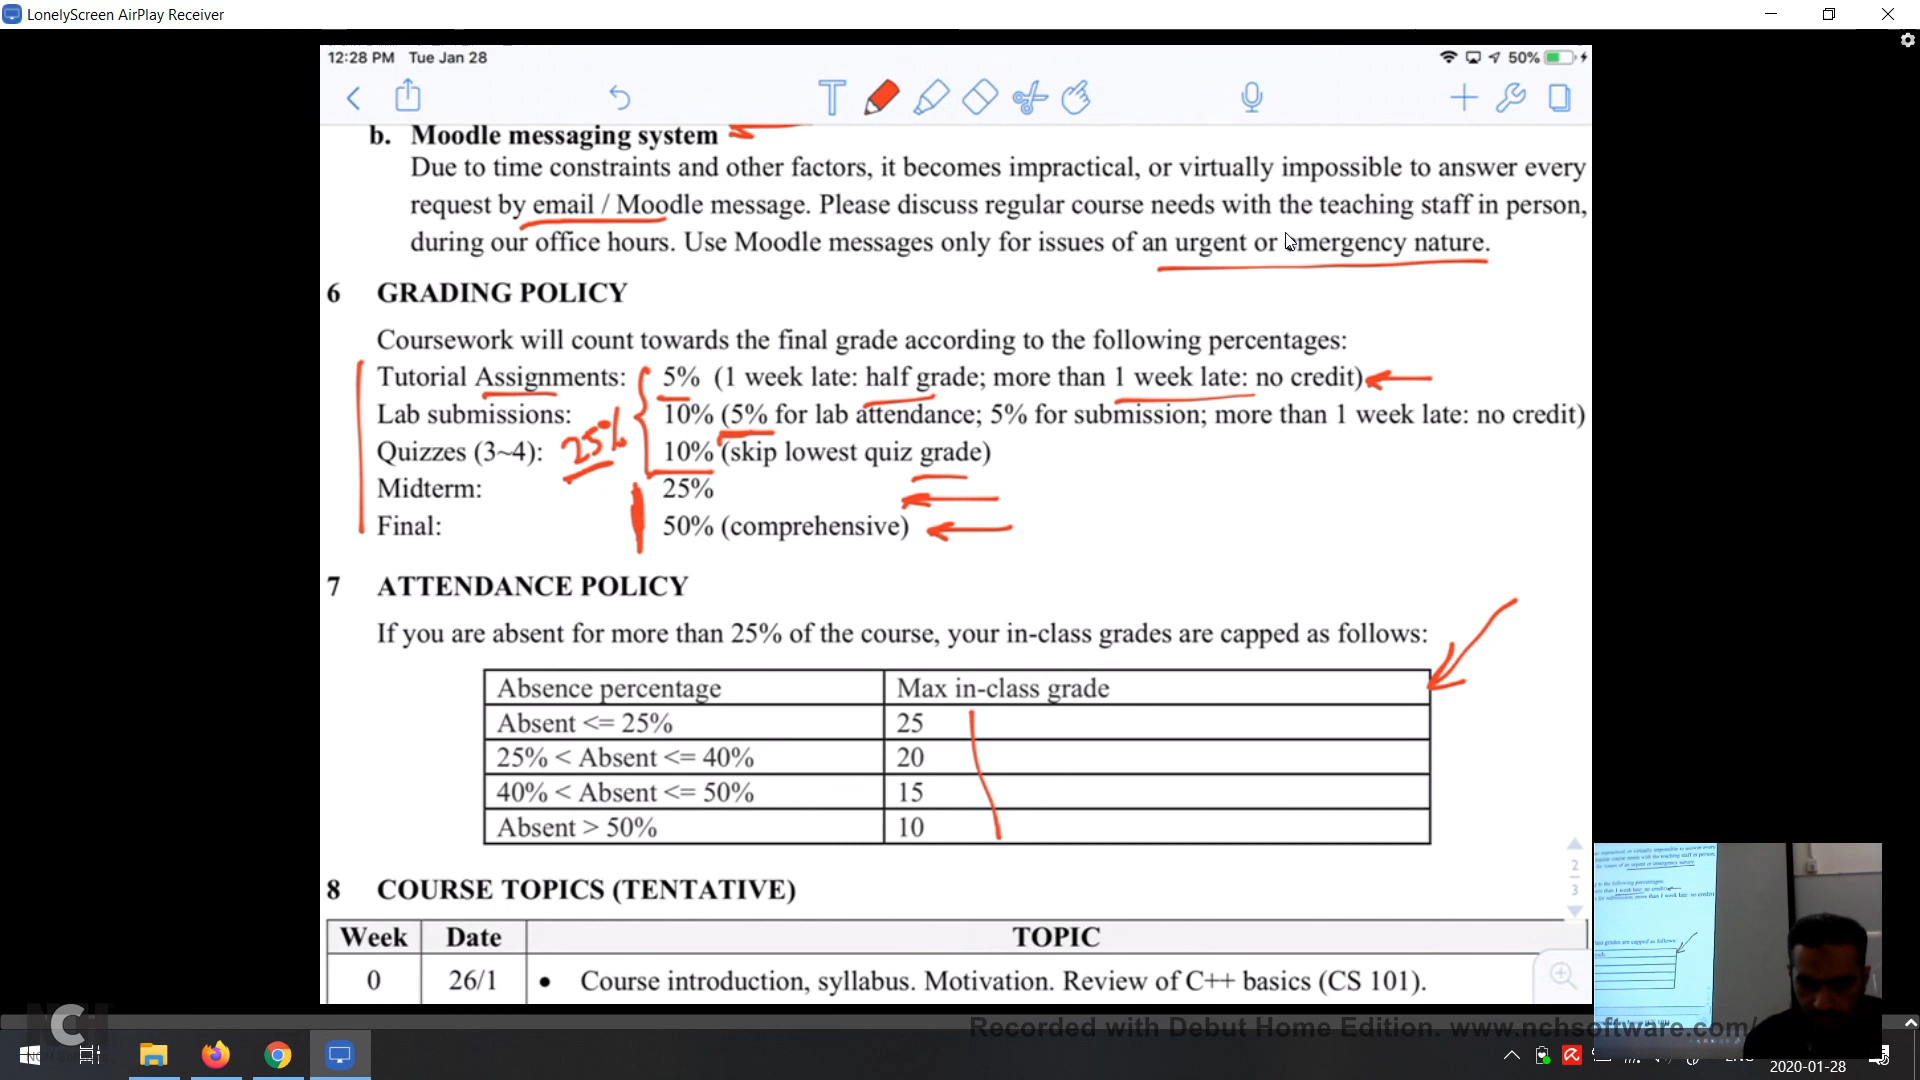 LonelyScreen AirPlay Receiver
12:28 PM Tue Jan 28
50%
b. Moodle messaging system
Due to time constraints and other factors, it becomes impractical, or virtually impossible to answer every
request by email / Moodle message. Please discuss regular course needs with the teaching staff in person,
during our office hours. Use Moodle messages only for issues of an urgent or emergency nature.
6 GRADING POLICY
Coursework will count towards the final grade according to the following percentages:
Tutorial Assignments: 5% (1 week late: half grade; more than 1 week late: no credit)
Lab submissions: 10% (5% for lab attendance; 5% for submission; more than 1 week late: no credit)
Quizzes (3~4): 25% 10% (skip lowest quiz grade)
Midterm: 25%
Final: 50% (comprehensive)
7 ATTENDANCE POLICY
If you are absent for more than 25% of the course, your in-class grades are capped as follows:
Absence percentage Max in-class grade
Absent <= 25% 25
25% < Absent <= 40% 20
40% < Absent <= 50% 15
Absent > 50% 10
2
3
8 COURSE TOPICS (TENTATIVE)
Week Date TOPIC
0 26/1 • Course introduction, syllabus. Motivation. Review of C++ basics (CS 101).
Recorded with Debut Home Edition. www.nchsoftware.com/
2020-01-28